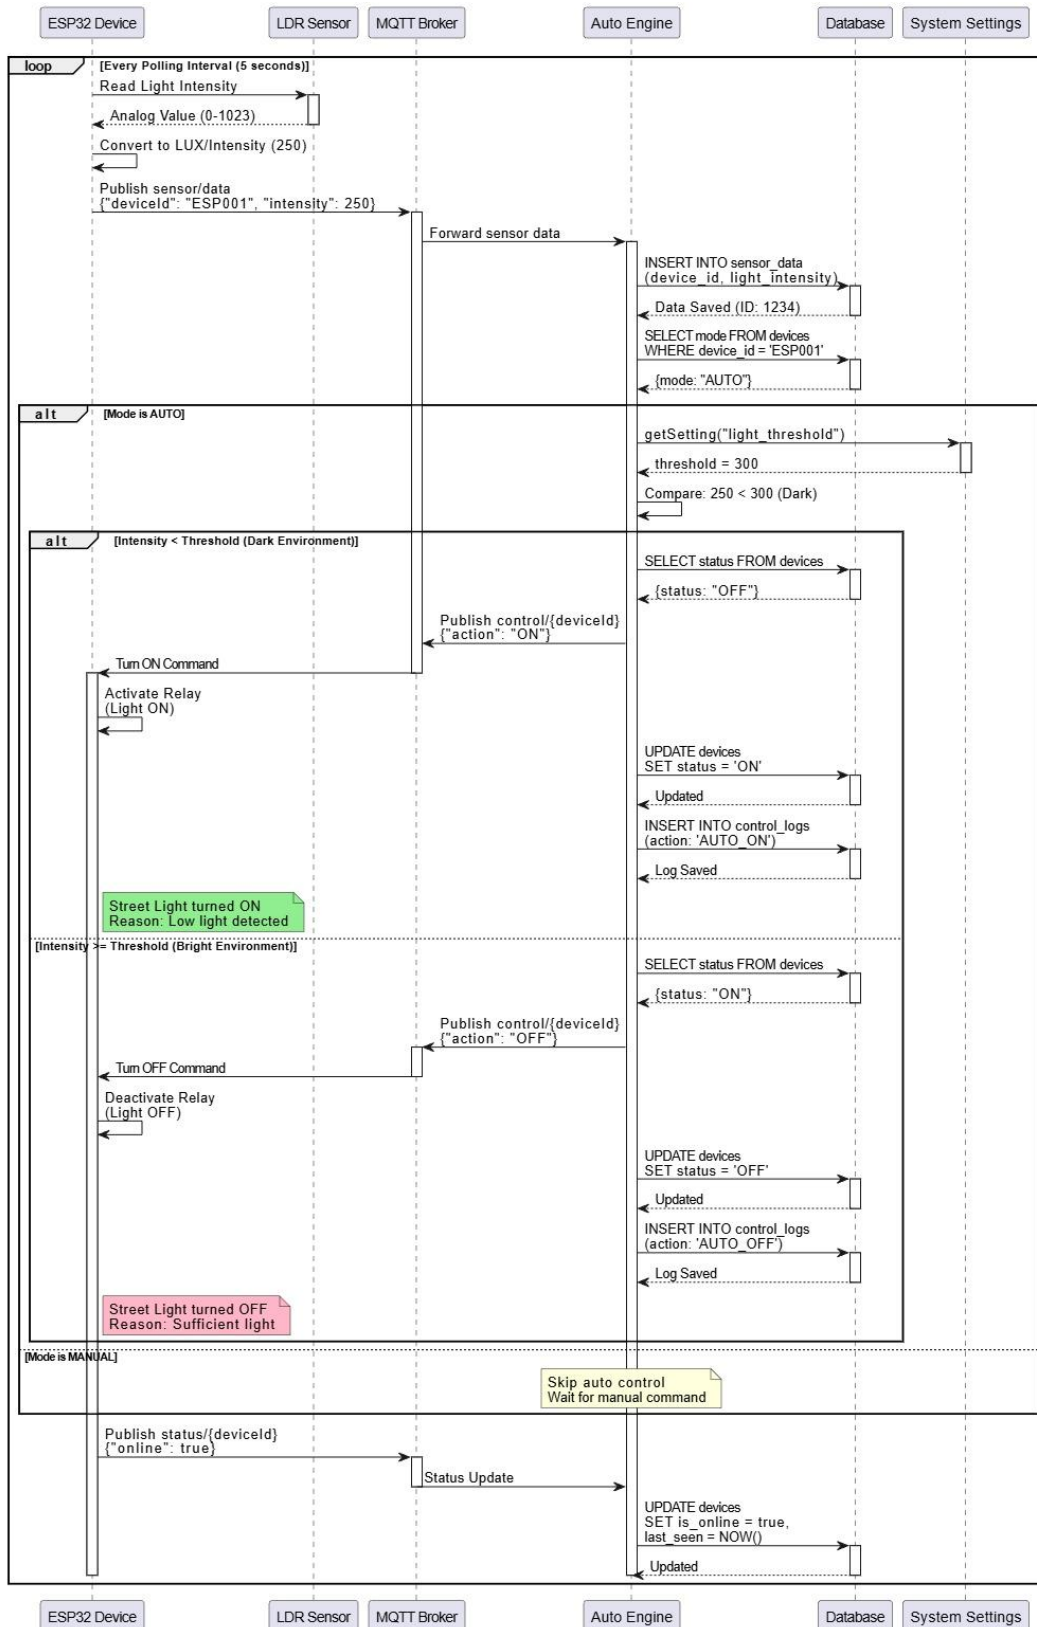 ESP32 Device
LDR Sensor
MQTT Broker
Auto Engine
Database
System Settings
loop
[Every Polling Interval (5 seconds)]
Read Light Intensity
Analog Value (0-1023)
Convert to LUX/Intensity (250)
Publish sensor/data
{"deviceId": "ESP001", "intensity": 250}
Forward sensor data
INSERT INTO sensor_data
(device_id, light_intensity)
Data Saved (ID: 1234)
SELECT mode FROM devices
WHERE device_id = 'ESP001'
{mode: "AUTO"}
alt
[Mode is AUTO]
getSetting("light_threshold")
threshold = 300
Compare: 250 < 300 (Dark)
alt
[Intensity < Threshold (Dark Environment)]
SELECT status FROM devices
{status: "OFF"}
Publish control/{deviceId}
{"action": "ON"}
Turn ON Command
Activate Relay
(Light ON)
UPDATE devices
SET status = 'ON'
Updated
INSERT INTO control_logs
(action: 'AUTO_ON')
Log Saved
Street Light turned ON
Reason: Low light detected
[Intensity >= Threshold (Bright Environment)]
SELECT status FROM devices
{status: "ON"}
Publish control/{deviceId}
{"action": "OFF"}
Turn OFF Command
Deactivate Relay
(Light OFF)
UPDATE devices
SET status = 'OFF'
Updated
INSERT INTO control_logs
(action: 'AUTO_OFF')
Log Saved
Street Light turned OFF
Reason: Sufficient light
[Mode is MANUAL]
Skip auto control
Wait for manual command
Publish status/{deviceId}
{"online": true}
Status Update
UPDATE devices
SET is_online = true,
last_seen = NOW()
Updated
ESP32 Device
LDR Sensor
MQTT Broker
Auto Engine
Database
System Settings